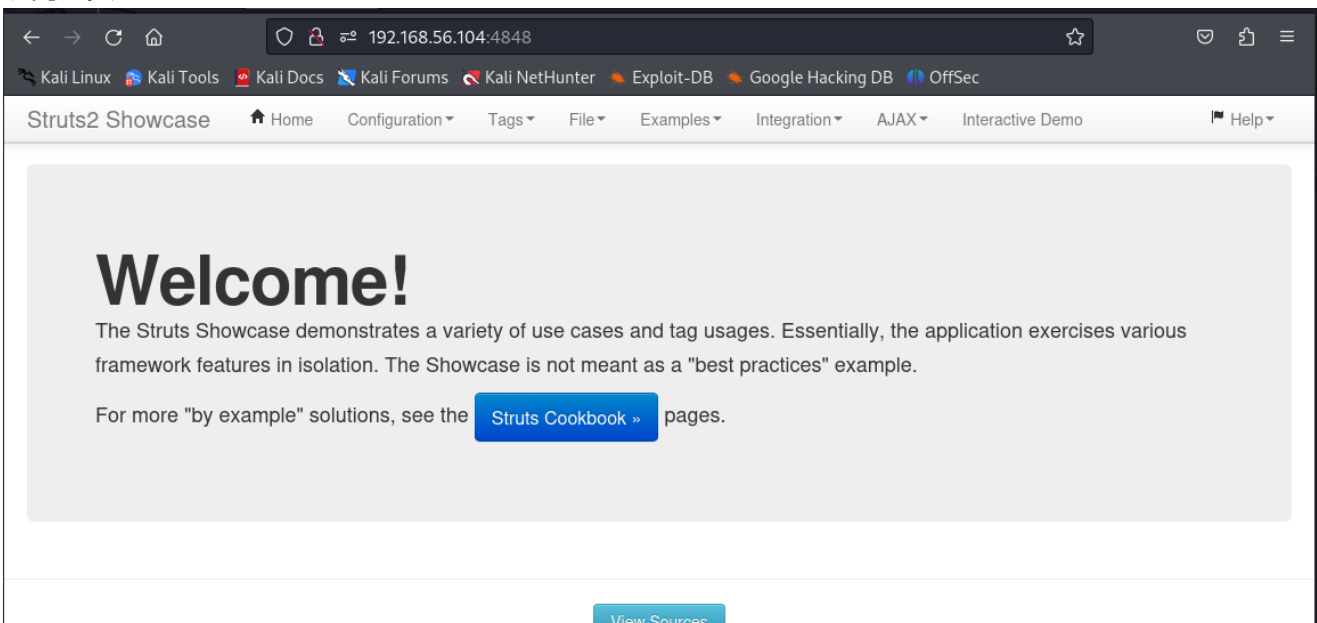 192.168.56.104:4848
Kali Linux Kali Tools Kali Docs Kali Forums Kali NetHunter Exploit-DB Google Hacking DB OffSec
Struts2 Showcase Home Configuration Tags File Examples Integration AJAX Interactive Demo Help
Welcome!
The Struts Showcase demonstrates a variety of use cases and tag usages. Essentially, the application exercises various
framework features in isolation. The Showcase is not meant as a "best practices" example.
For more "by example" solutions, see the Struts Cookbook » pages.
View Sources